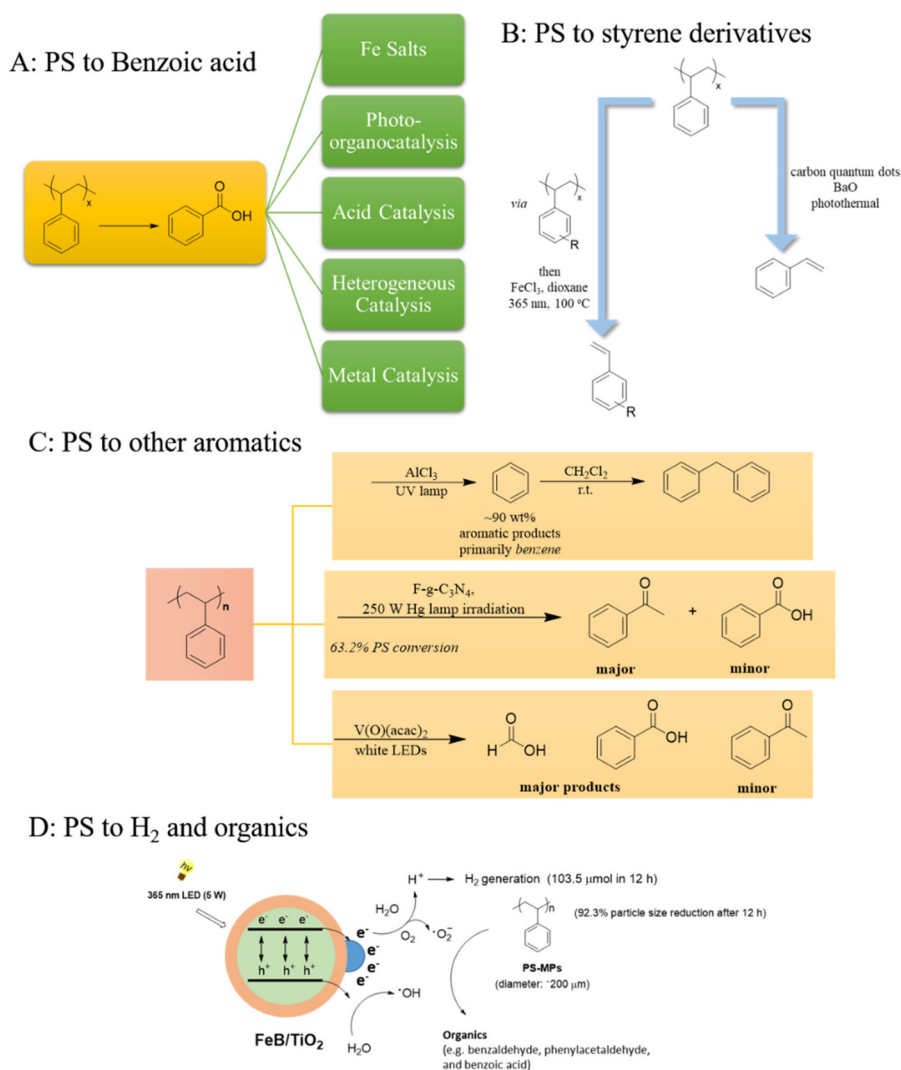 A: PS to Benzoic acid
x
O
OH
Fe Salts
Photo-
organocatalysis
Acid Catalysis
Heterogeneous
Catalysis
Metal Catalysis
B: PS to styrene derivatives
x
via
x
R
then
FeCl3, dioxane
365 nm, 100 °C
R
carbon quantum dots
BaO
photothermal
C: PS to other aromatics
n
AlCl3
UV lamp
~90 wt%
aromatic products
primarily benzene
CH2Cl2
r.t.
F-g-C3N4,
250 W Hg lamp irradiation
63.2% PS conversion
O
major
+
O
OH
minor
V(O)(acac)2
white LEDs
O
H OH
O
OH
major products
O
minor
D: PS to H2 and organics
hv
365 nm LED (5 W)
e- e- e-
h+ h+ h+
FeB/TiO2
e-
e-
e-
e-
H2O
H+
H2 generation (103.5 μmol in 12 h)
O2
·O2-
·OH
H2O
n
(92.3% particle size reduction after 12 h)
PS-MPs
(diameter: ~200 μm)
Organics
(e.g. benzaldehyde, phenylacetaldehyde,
and benzoic acid)